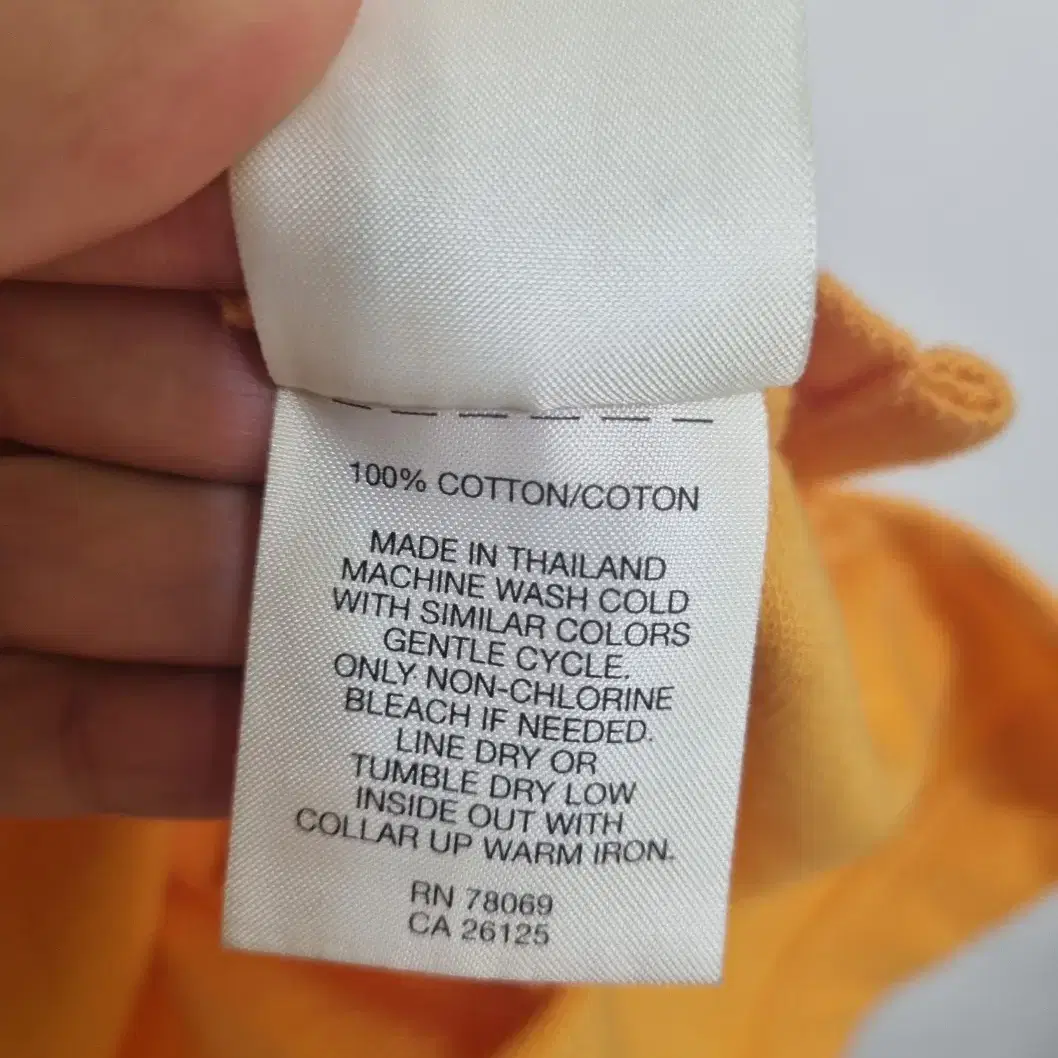 100% COTTON/COTON
MADE IN THAILAND
MACHINE WASH COLD
WITH SIMILAR COLORS
GENTLE CYCLE.
ONLY NON-CHLORINE
BLEACH IF NEEDED.
LINE DRY OR
TUMBLE DRY LOW
INSIDE OUT WITH
COLLAR UP WARM IRON.
RN 78069
CA 26125